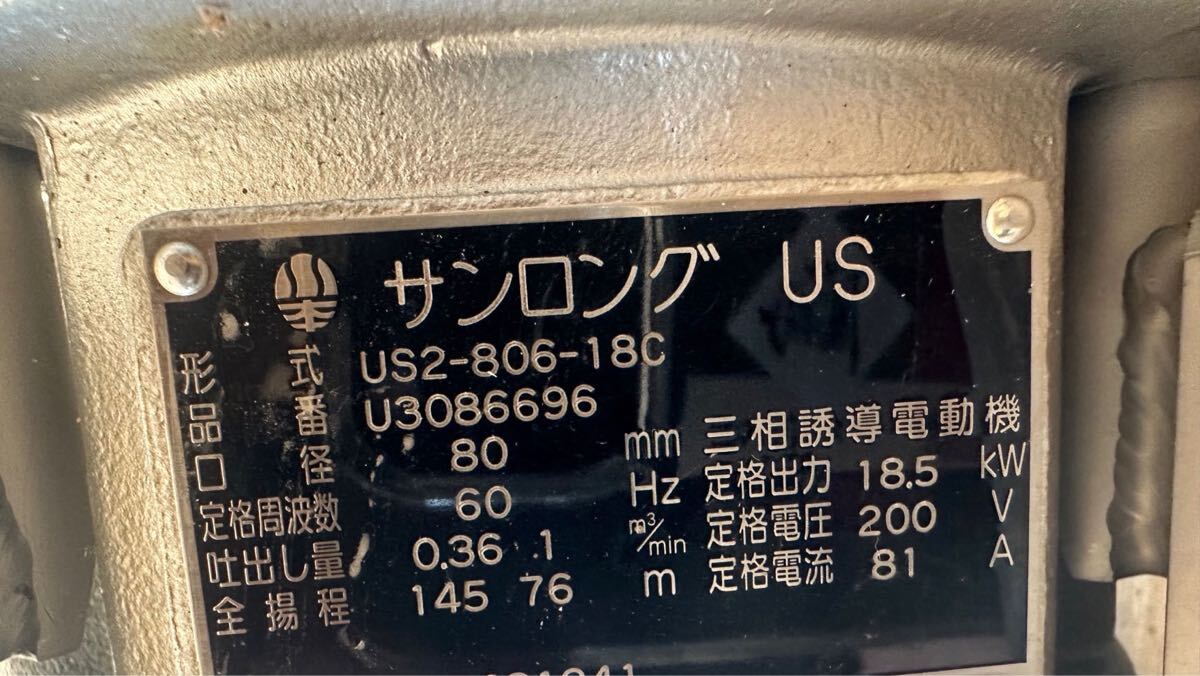 サンロング US
形式 US2-806-18C
品番 U3086696
口径 80 mm 三相誘導電動機
定格周波数 60 Hz 定格出力 18.5 kW
吐出し量 0.36 1 m³/min 定格電圧 200 V
全揚程 145 76 m 定格電流 81 A